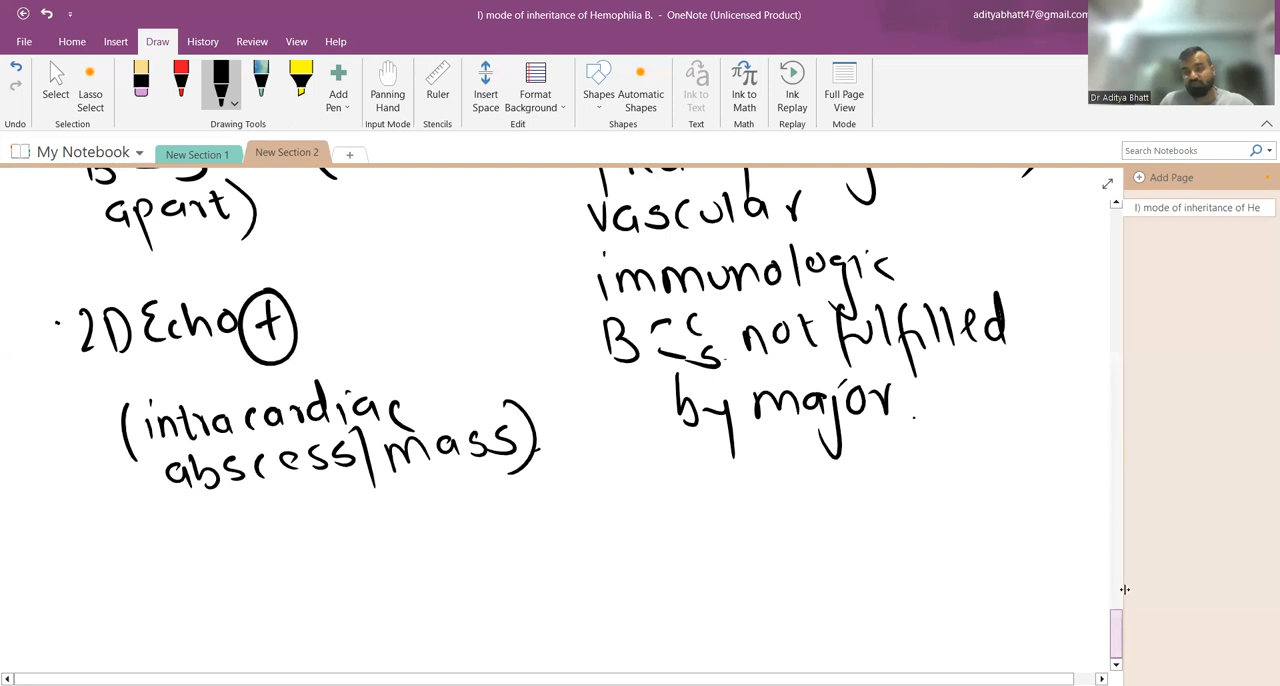 I) mode of inheritance of Hemophilia B. - OneNote (Unlicensed Product)
adityabhatt47@gmail.com
File Home Insert Draw History Review View Help
Select
Lasso Select
Add Pen
Panning Hand
Ruler
Insert Space
Format Background
Shapes
Automatic Shapes
Ink to Text
Ink to Math
Ink Replay
Full Page View
Undo
Selection
Drawing Tools
Input Mode
Stencils
Edit
Shapes
Text
Math
Replay
Mode
Dr Aditya Bhatt
My Notebook
New Section 1
New Section 2
Search Notebooks
Add Page
I) mode of inheritance of He
apart)
· 2D Echo +
(intracardiac
abscess/mass)
vascular
immunologic
B c/s not fulfilled
by major.